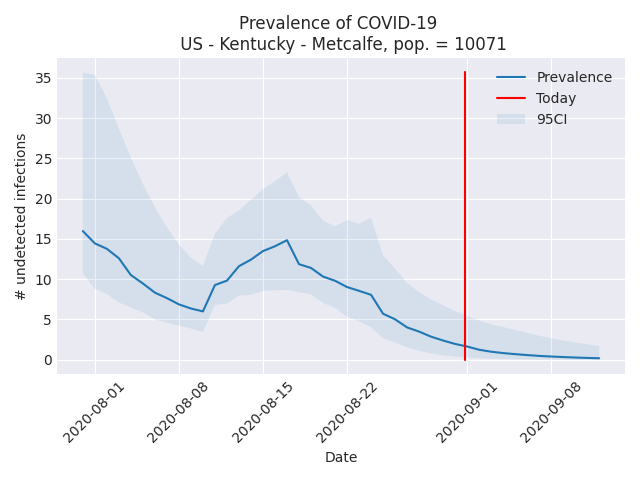 Prevalence of COVID-19
US - Kentucky - Metcalfe, pop. = 10071
Prevalence
Today
95CI
# undetected infections
35
30
25
20
15
10
5
0
2020-08-01
2020-08-08
2020-08-15
2020-08-22
2020-09-01
2020-09-08
Date